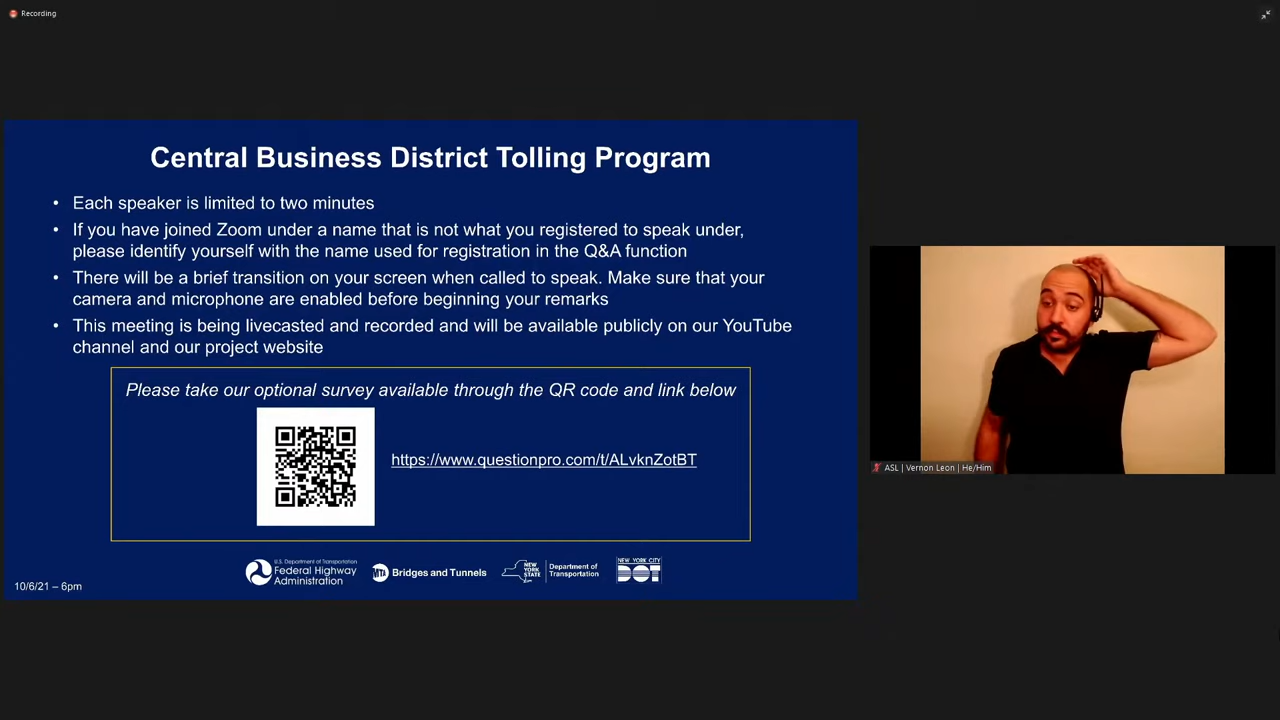 Recording
Central Business District Tolling Program
• Each speaker is limited to two minutes
• If you have joined Zoom under a name that is not what you registered to speak under,
please identify yourself with the name used for registration in the Q&A function
• There will be a brief transition on your screen when called to speak. Make sure that your
camera and microphone are enabled before beginning your remarks
• This meeting is being livecasted and recorded and will be available publicly on our YouTube
channel and our project website
Please take our optional survey available through the QR code and link below
https://www.questionpro.com/t/ALvknZotBT
ASL | Vernon Leon | He/Him
U.S. Department of Transportation
Federal Highway
Administration
MTA Bridges and Tunnels
NEW YORK STATE
Department of
Transportation
NEW YORK CITY
DOT
10/6/21 – 6pm